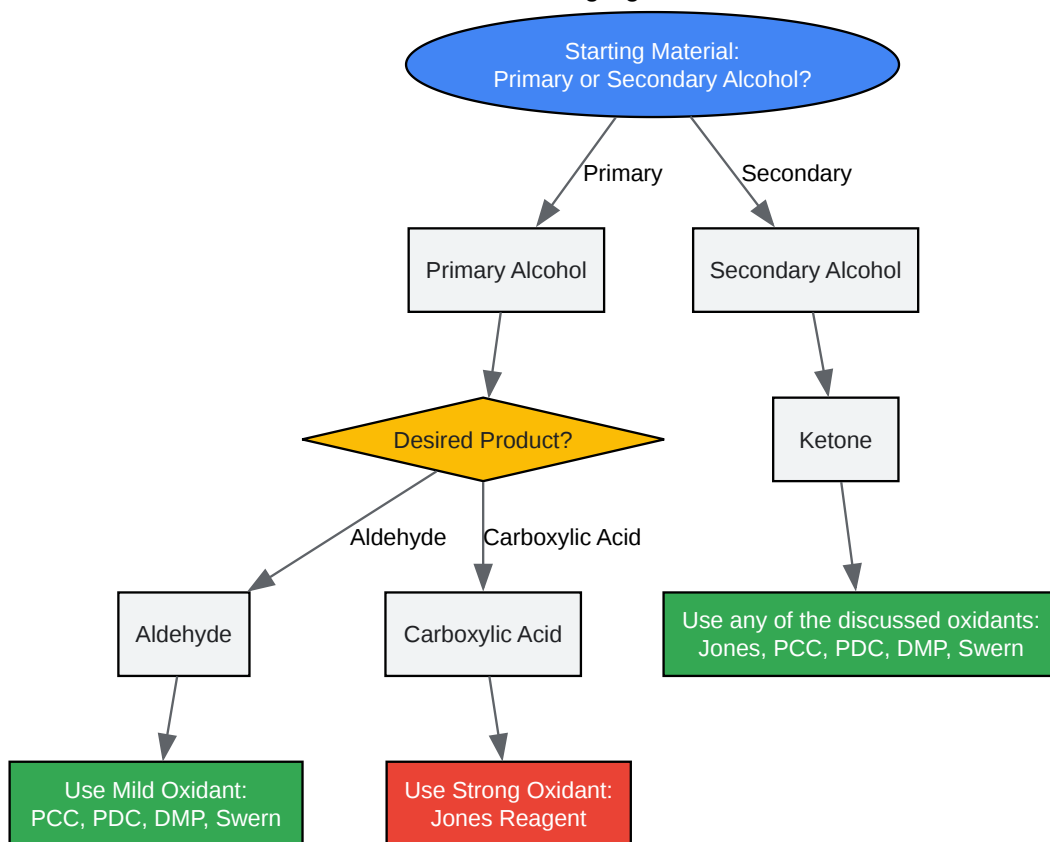 Starting Material:
Primary or Secondary Alcohol?
Primary
Secondary
Primary Alcohol
Secondary Alcohol
Desired Product?
Ketone
Aldehyde
Carboxylic Acid
Aldehyde
Carboxylic Acid
Use any of the discussed oxidants:
Jones, PCC, PDC, DMP, Swern
Use Mild Oxidant:
PCC, PDC, DMP, Swern
Use Strong Oxidant:
Jones Reagent